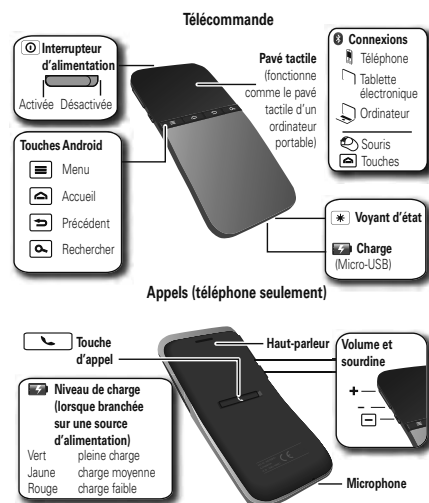 Télécommande
Interrupteur
d'alimentation
Activée Désactivée
Pavé tactile
(fonctionne
comme le pavé
tactile d'un
ordinateur
portable)
Connexions
Téléphone
Tablette
électronique
Ordinateur
Souris
Touches
Touches Android
Menu
Accueil
Précédent
Rechercher
Voyant d'état
Charge
(Micro-USB)
Appels (téléphone seulement)
Touche
d'appel
Haut-parleur
Volume et
sourdine
+
-
Niveau de charge
(lorsque branchée
sur une source
d'alimentation)
Vert pleine charge
Jaune charge moyenne
Rouge charge faible
Microphone